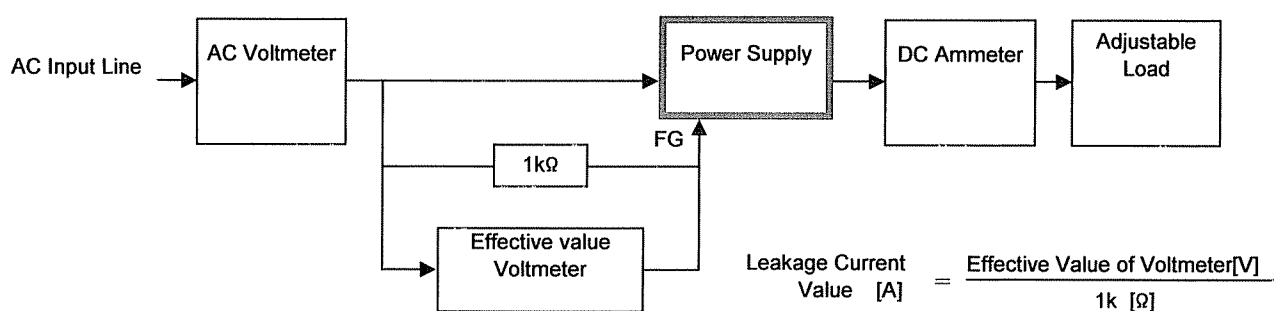 AC Input Line
AC Voltmeter
Power Supply
DC Ammeter
Adjustable
Load
FG
1kΩ
Effective value
Voltmeter
Leakage Current
Value [A]
=
Effective Value of Voltmeter[V]
1k [Ω]